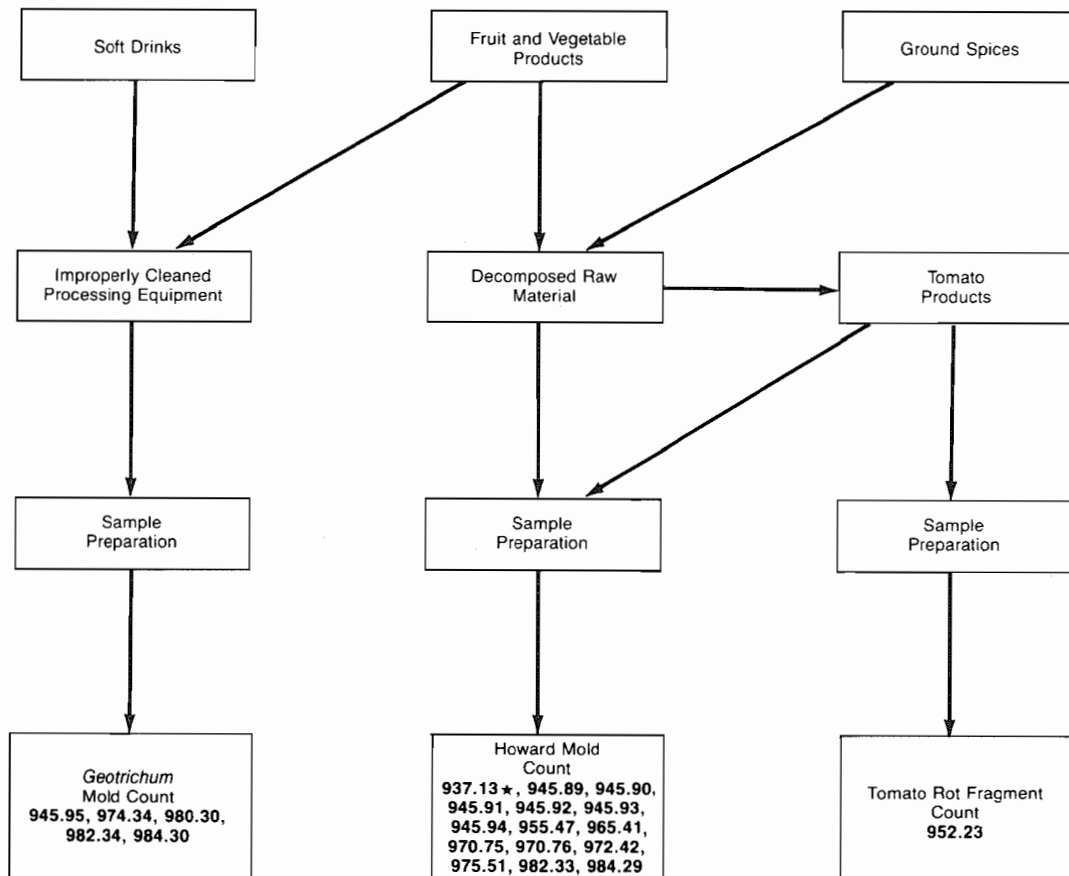 Soft Drinks
Fruit and Vegetable
Products
Ground Spices
Improperly Cleaned
Processing Equipment
Decomposed Raw
Material
Tomato
Products
Sample
Preparation
Sample
Preparation
Sample
Preparation
Geotrichum
Mold Count
945.95, 974.34, 980.30,
982.34, 984.30
Howard Mold
Count
937.13★, 945.89, 945.90,
945.91, 945.92, 945.93,
945.94, 955.47, 965.41,
970.75, 970.76, 972.42,
975.51, 982.33, 984.29
Tomato Rot Fragment
Count
952.23